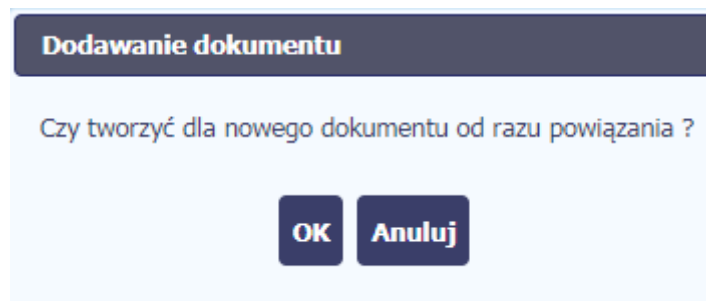 Dodawanie dokumentu
Czy tworzyć dla nowego dokumentu od razu powiązania ?
OK Anuluj